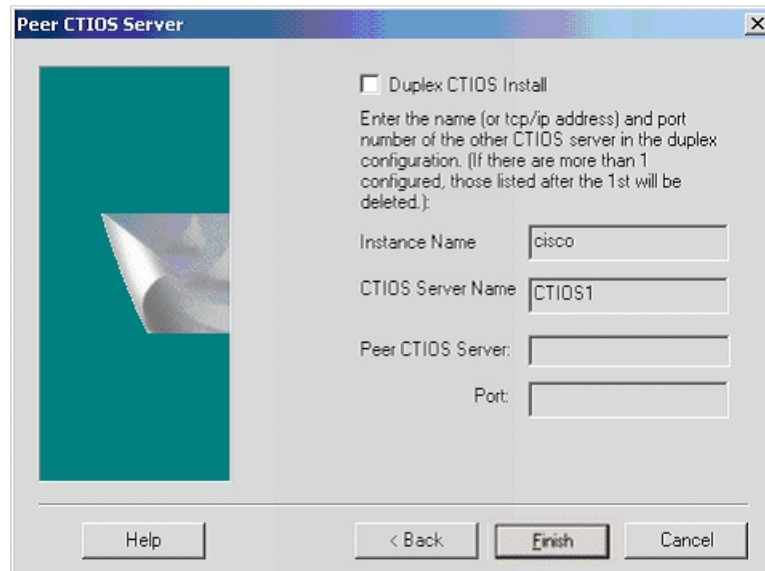 Peer CTIOS Server
Duplex CTIOS Install
Enter the name (or tcp/ip address) and port
number of the other CTIOS server in the duplex
configuration. (If there are more than 1
configured, those listed after the 1st will be
deleted.):
Instance Name
cisco
CTIOS Server Name
CTIOS1
Peer CTIOS Server:
Port:
Help
< Back
Finish
Cancel